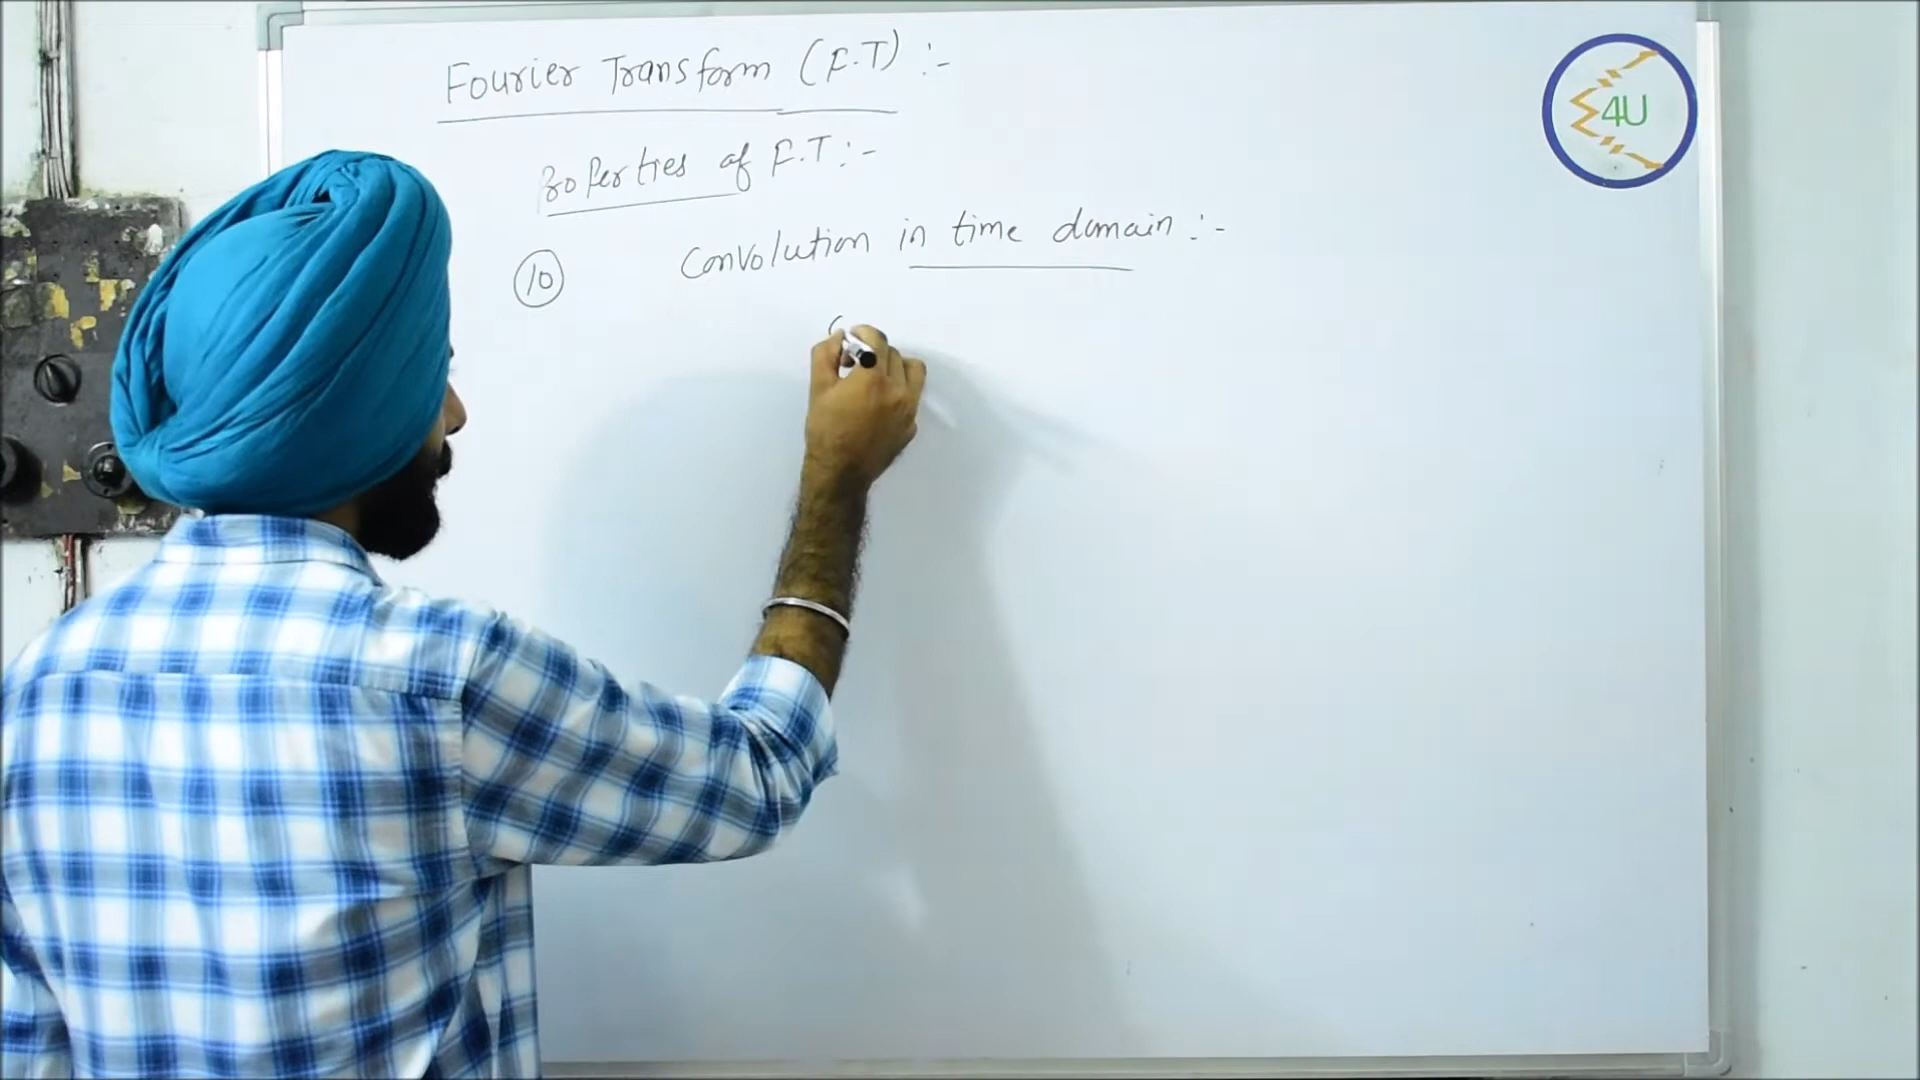 Fourier Transform (F.T) :-
Properties of F.T :-
10 Convolution in time domain :-
4U